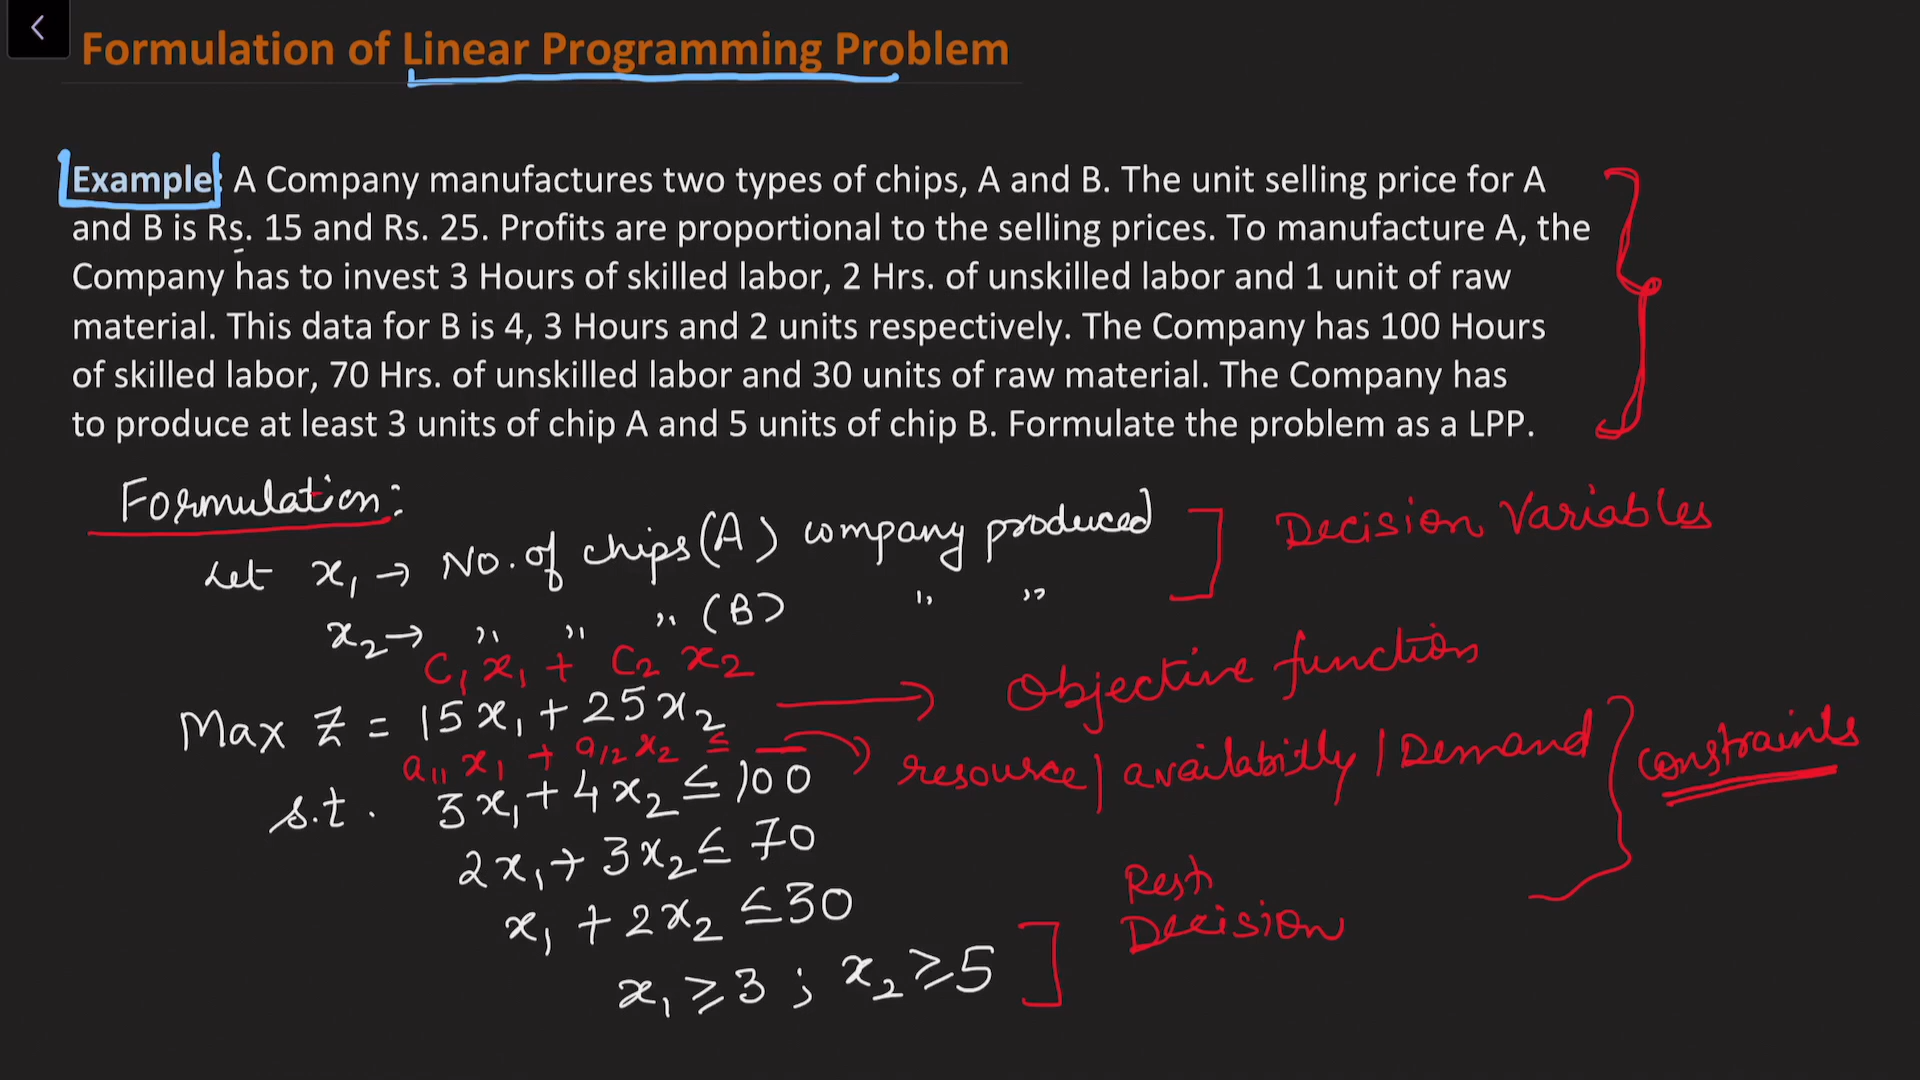 Formulation of Linear Programming Problem
Example: A Company manufactures two types of chips, A and B. The unit selling price for A
and B is Rs. 15 and Rs. 25. Profits are proportional to the selling prices. To manufacture A, the
Company has to invest 3 Hours of skilled labor, 2 Hrs. of unskilled labor and 1 unit of raw
material. This data for B is 4, 3 Hours and 2 units respectively. The Company has 100 Hours
of skilled labor, 70 Hrs. of unskilled labor and 30 units of raw material. The Company has
to produce at least 3 units of chip A and 5 units of chip B. Formulate the problem as a LPP.
Formulation:
Let x₁ → No. of chips (A) company produced
Decision Variables
x₂ → " " " (B) " "
C₁ x₁ + C₂ x₂
Max Z = 15x₁ + 25x₂ → Objective function
a₁₁ x₁ + a₁₂ x₂ ≤ — → resource | availabitly | Demand
constraints
s.t. 3x₁ + 4x₂ ≤ 100
2x₁ + 3x₂ ≤ 70
x₁ + 2x₂ ≤ 30
Rest
Decision
x₁ ≥ 3 ; x₂ ≥ 5